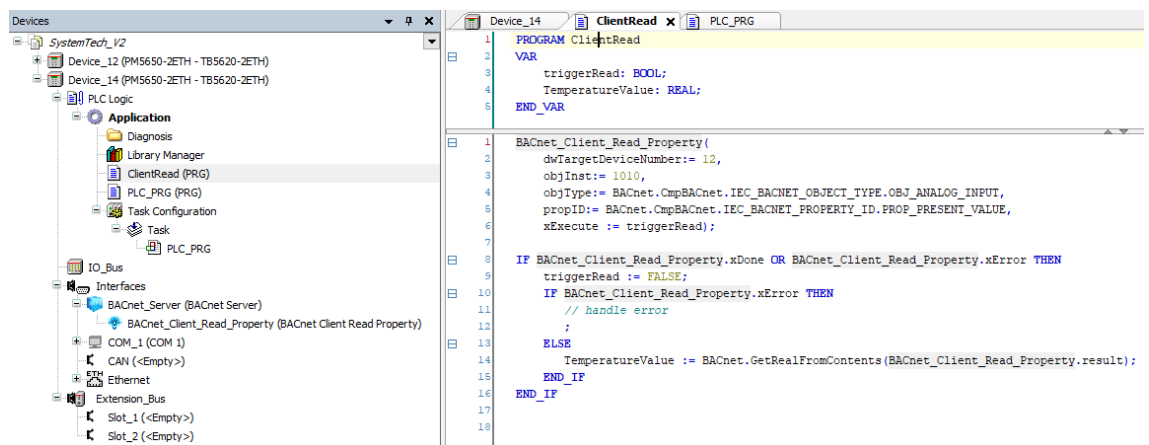 Devices
SystemTech_V2
Device_12 (PM5650-2ETH - TB5620-2ETH)
Device_14 (PM5650-2ETH - TB5620-2ETH)
PLC Logic
Application
Diagnosis
Library Manager
ClientRead (PRG)
PLC_PRG (PRG)
Task Configuration
Task
PLC_PRG
IO_Bus
Interfaces
BACnet_Server (BACnet Server)
BACnet_Client_Read_Property (BACnet Client Read Property)
COM_1 (COM 1)
CAN (<Empty>)
Ethernet
Extension_Bus
Slot_1 (<Empty>)
Slot_2 (<Empty>)
Device_14 ClientRead PLC_PRG
1 PROGRAM ClientRead
2 VAR
3 triggerRead: BOOL;
4 TemperatureValue: REAL;
5 END_VAR
1 BACnet_Client_Read_Property(
2 dwTargetDeviceNumber:= 12,
3 objInst:= 1010,
4 objType:= BACnet.CmpBACnet.IEC_BACNET_OBJECT_TYPE.OBJ_ANALOG_INPUT,
5 propID:= BACnet.CmpBACnet.IEC_BACNET_PROPERTY_ID.PROP_PRESENT_VALUE,
6 xExecute := triggerRead);
7
8 IF BACnet_Client_Read_Property.xDone OR BACnet_Client_Read_Property.xError THEN
9 triggerRead := FALSE;
10 IF BACnet_Client_Read_Property.xError THEN
11 // handle error
12 ;
13 ELSE
14 TemperatureValue := BACnet.GetRealFromContents(BACnet_Client_Read_Property.result);
15 END_IF
16 END_IF
17
18